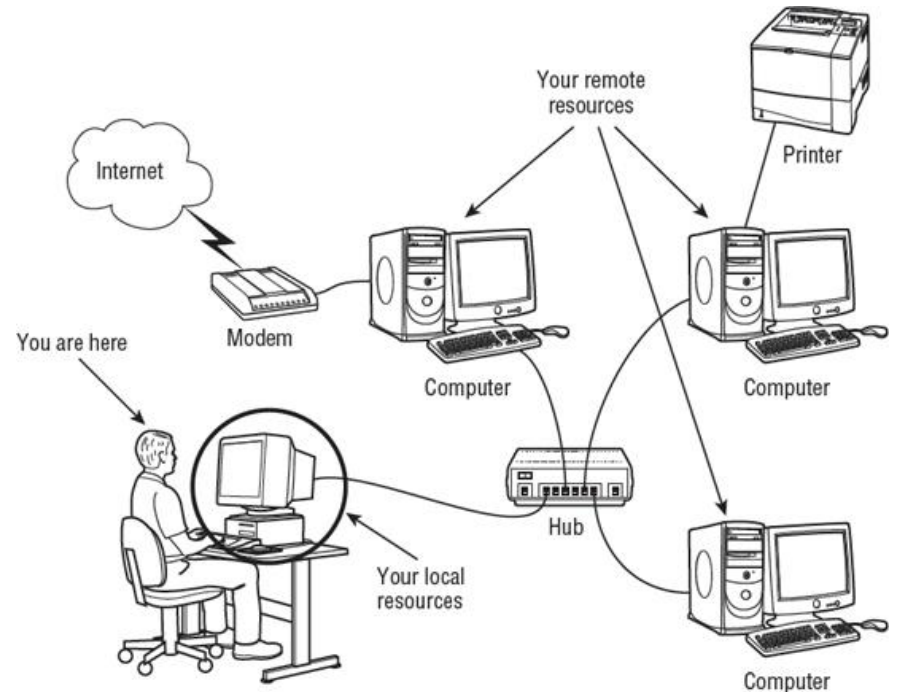 Your remote
resources
Printer
Internet
Modem
Computer
Computer
You are here
Hub
Your local
resources
Computer